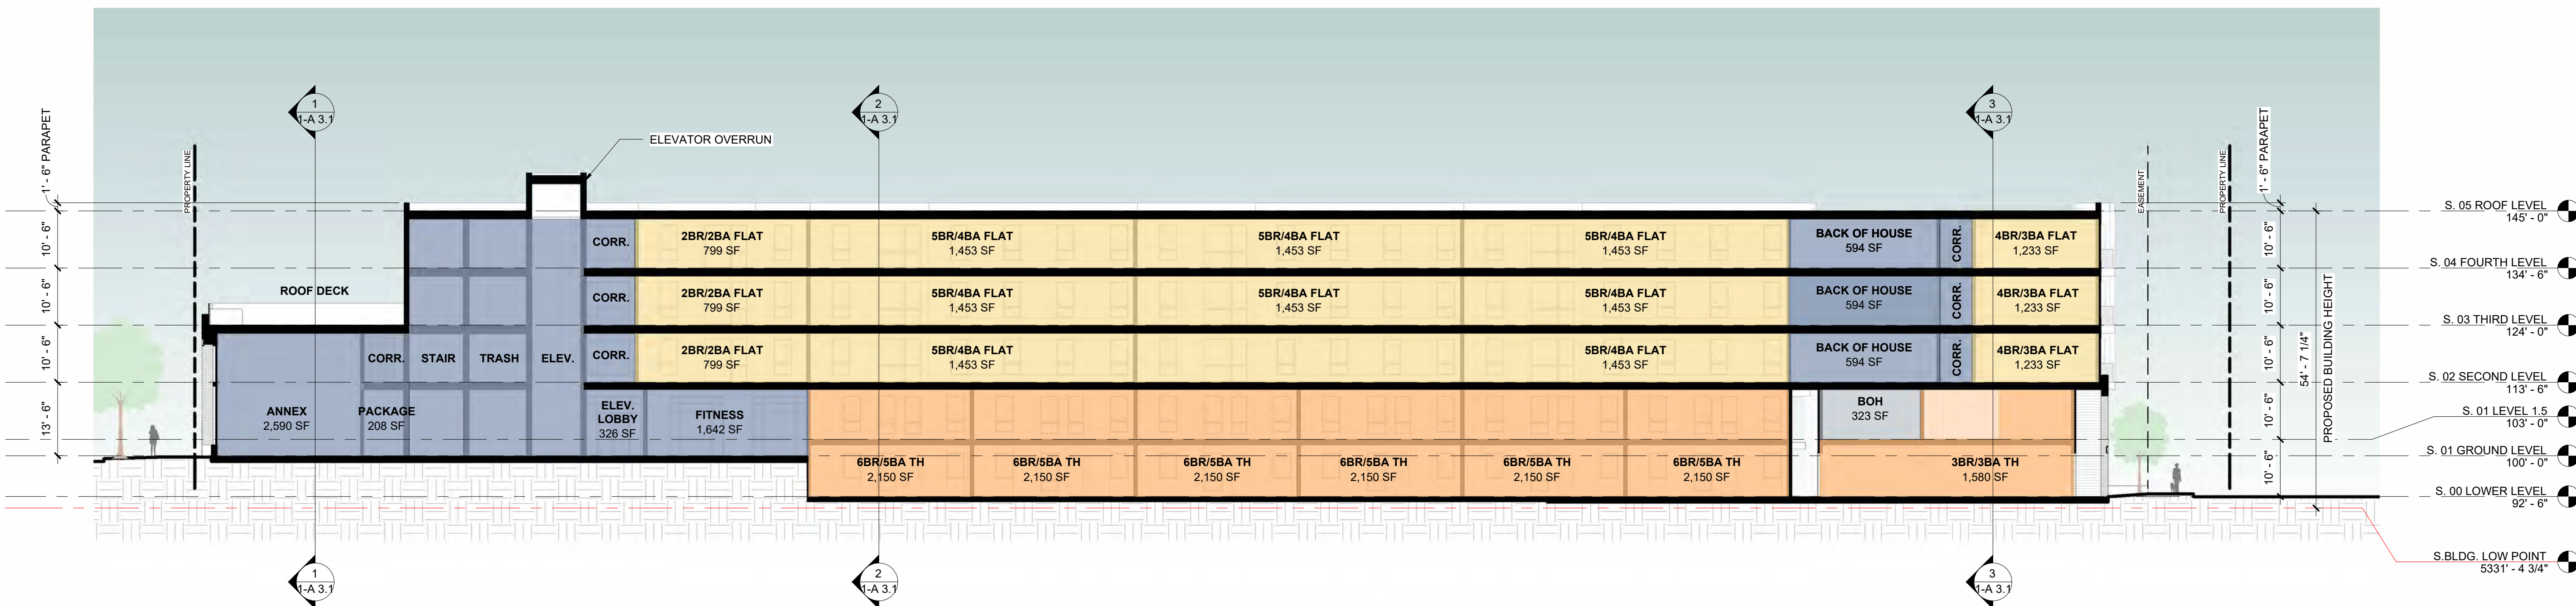 1
1-A 3.1
2
1-A 3.1
3
1-A 3.1
ELEVATOR OVERRUN
1' - 6" PARAPET
10' - 6"
10' - 6"
10' - 6"
13' - 6"
PROPERTY LINE
EASEMENT
PROPERTY LINE
1' - 6" PARAPET
10' - 6"
10' - 6"
10' - 6"
10' - 6"
10' - 6"
54' - 7 1/4"
PROPOSED BUILDING HEIGHT
S. 05 ROOF LEVEL
145' - 0"
S. 04 FOURTH LEVEL
134' - 6"
S. 03 THIRD LEVEL
124' - 0"
S. 02 SECOND LEVEL
113' - 6"
S. 01 LEVEL 1.5
103' - 0"
S. 01 GROUND LEVEL
100' - 0"
S. 00 LOWER LEVEL
92' - 6"
S.BLDG. LOW POINT
5331' - 4 3/4"
CORR.
2BR/2BA FLAT
799 SF
5BR/4BA FLAT
1,453 SF
5BR/4BA FLAT
1,453 SF
5BR/4BA FLAT
1,453 SF
BACK OF HOUSE
594 SF
CORR.
4BR/3BA FLAT
1,233 SF
ROOF DECK
CORR.
2BR/2BA FLAT
799 SF
5BR/4BA FLAT
1,453 SF
5BR/4BA FLAT
1,453 SF
5BR/4BA FLAT
1,453 SF
BACK OF HOUSE
594 SF
CORR.
4BR/3BA FLAT
1,233 SF
CORR.
STAIR
TRASH
ELEV.
CORR.
2BR/2BA FLAT
799 SF
5BR/4BA FLAT
1,453 SF
5BR/4BA FLAT
1,453 SF
BACK OF HOUSE
594 SF
CORR.
4BR/3BA FLAT
1,233 SF
ANNEX
2,590 SF
PACKAGE
208 SF
ELEV.
LOBBY
326 SF
FITNESS
1,642 SF
BOH
323 SF
6BR/5BA TH
2,150 SF
6BR/5BA TH
2,150 SF
6BR/5BA TH
2,150 SF
6BR/5BA TH
2,150 SF
6BR/5BA TH
2,150 SF
6BR/5BA TH
2,150 SF
3BR/3BA TH
1,580 SF
1
1-A 3.1
2
1-A 3.1
3
1-A 3.1